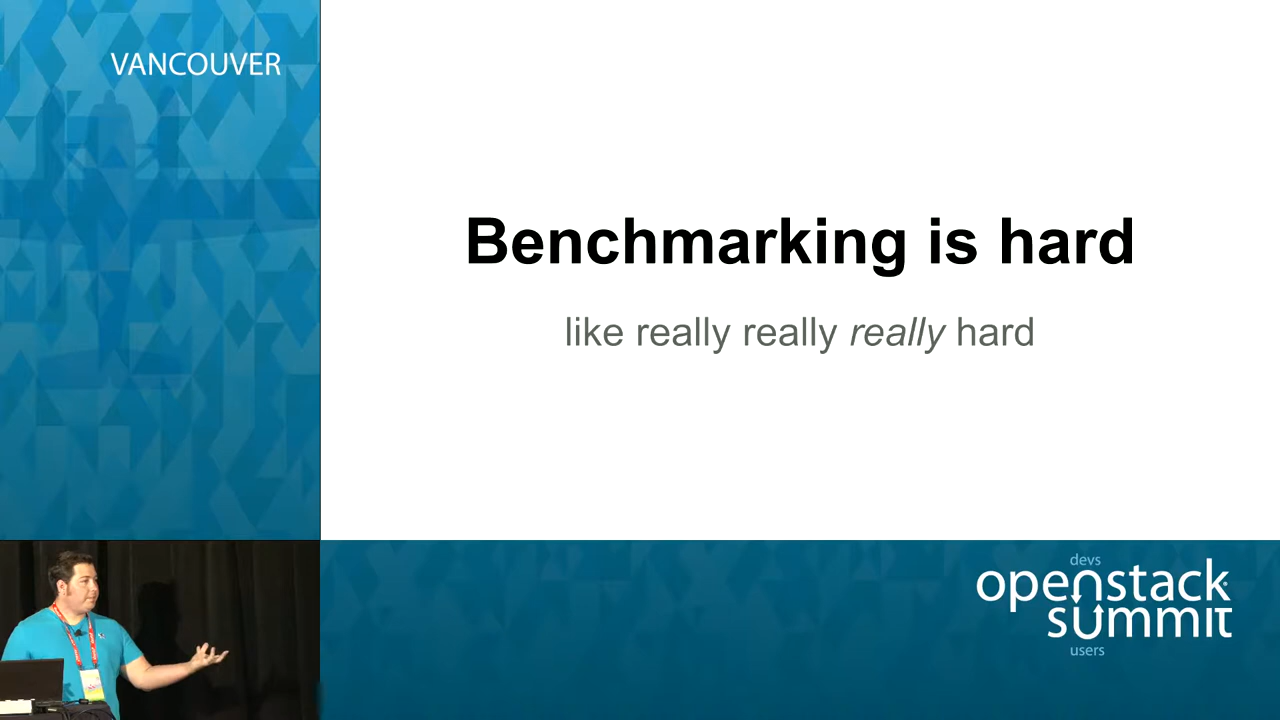 VANCOUVER
Benchmarking is hard
like really really really hard
devs
openstack
summit
users